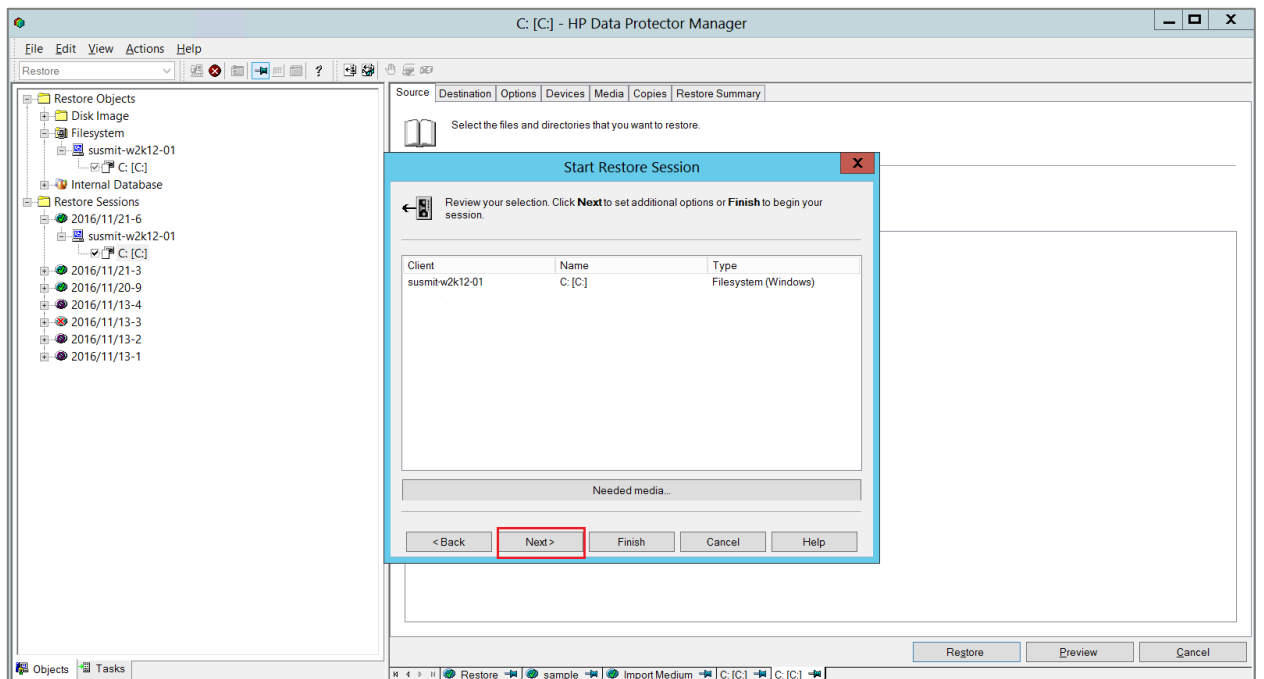 C: [C:] - HP Data Protector Manager
File Edit View Actions Help
Restore
Restore Objects
Disk Image
Filesystem
susmit-w2k12-01
C: [C:]
Internal Database
Restore Sessions
2016/11/21-6
susmit-w2k12-01
C: [C:]
2016/11/21-3
2016/11/20-9
2016/11/13-4
2016/11/13-3
2016/11/13-2
2016/11/13-1
Objects Tasks
Source Destination Options Devices Media Copies Restore Summary
Select the files and directories that you want to restore.
Start Restore Session
X
Review your selection. Click Next to set additional options or Finish to begin your
session.
Client Name Type
susmit-w2k12-01 C: [C:] Filesystem (Windows)
Needed media...
< Back Next > Finish Cancel Help
Restore Preview Cancel
Restore sample Import Medium C: [C:] C: [C:]